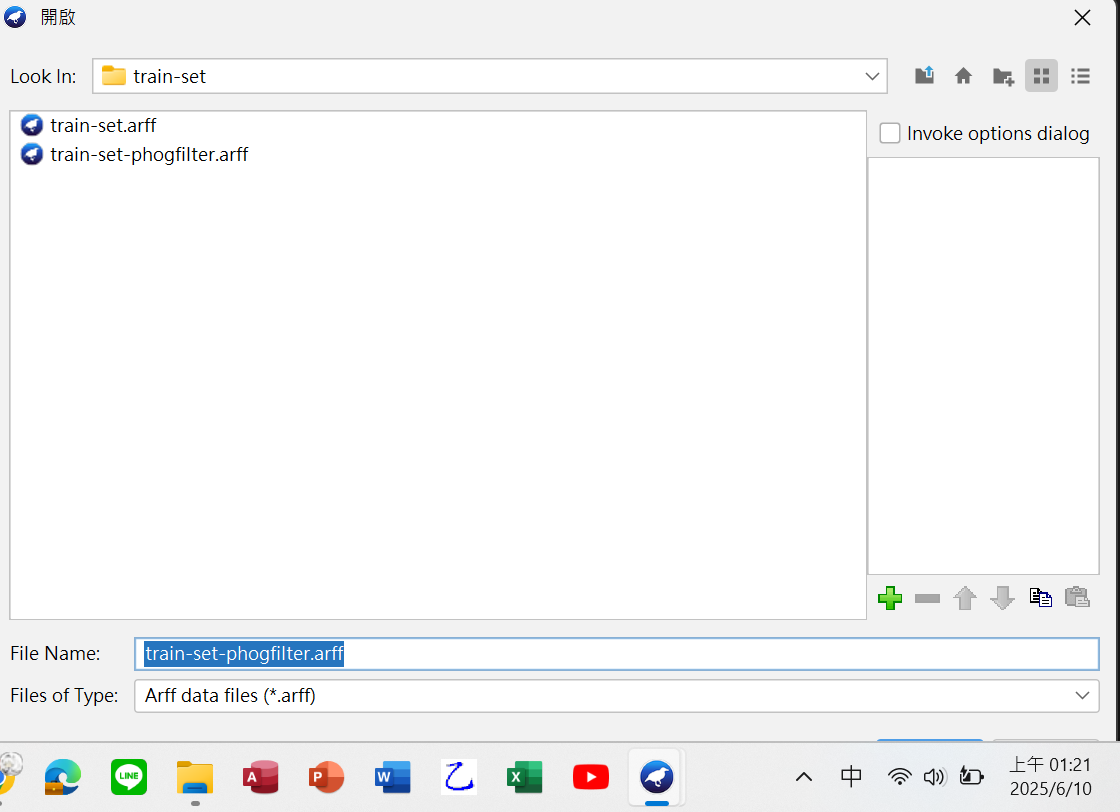 開啟
Look In: train-set
train-set.arff
train-set-phogfilter.arff
Invoke options dialog
File Name: train-set-phogfilter.arff
Files of Type: Arff data files (*.arff)
LINE
A
P
W
X
中
上午 01:21
2025/6/10